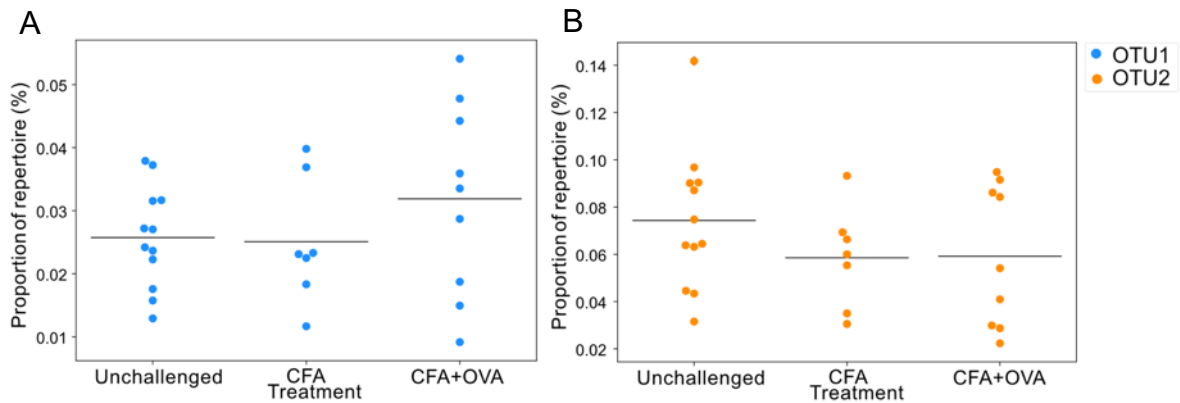 A
B
Proportion of repertoire (%)
0.05
0.04
0.03
0.02
0.01
Unchallenged
CFA
CFA+OVA
Treatment
Proportion of repertoire (%)
0.14
0.12
0.10
0.08
0.06
0.04
0.02
Unchallenged
CFA
CFA+OVA
Treatment
OTU1
OTU2